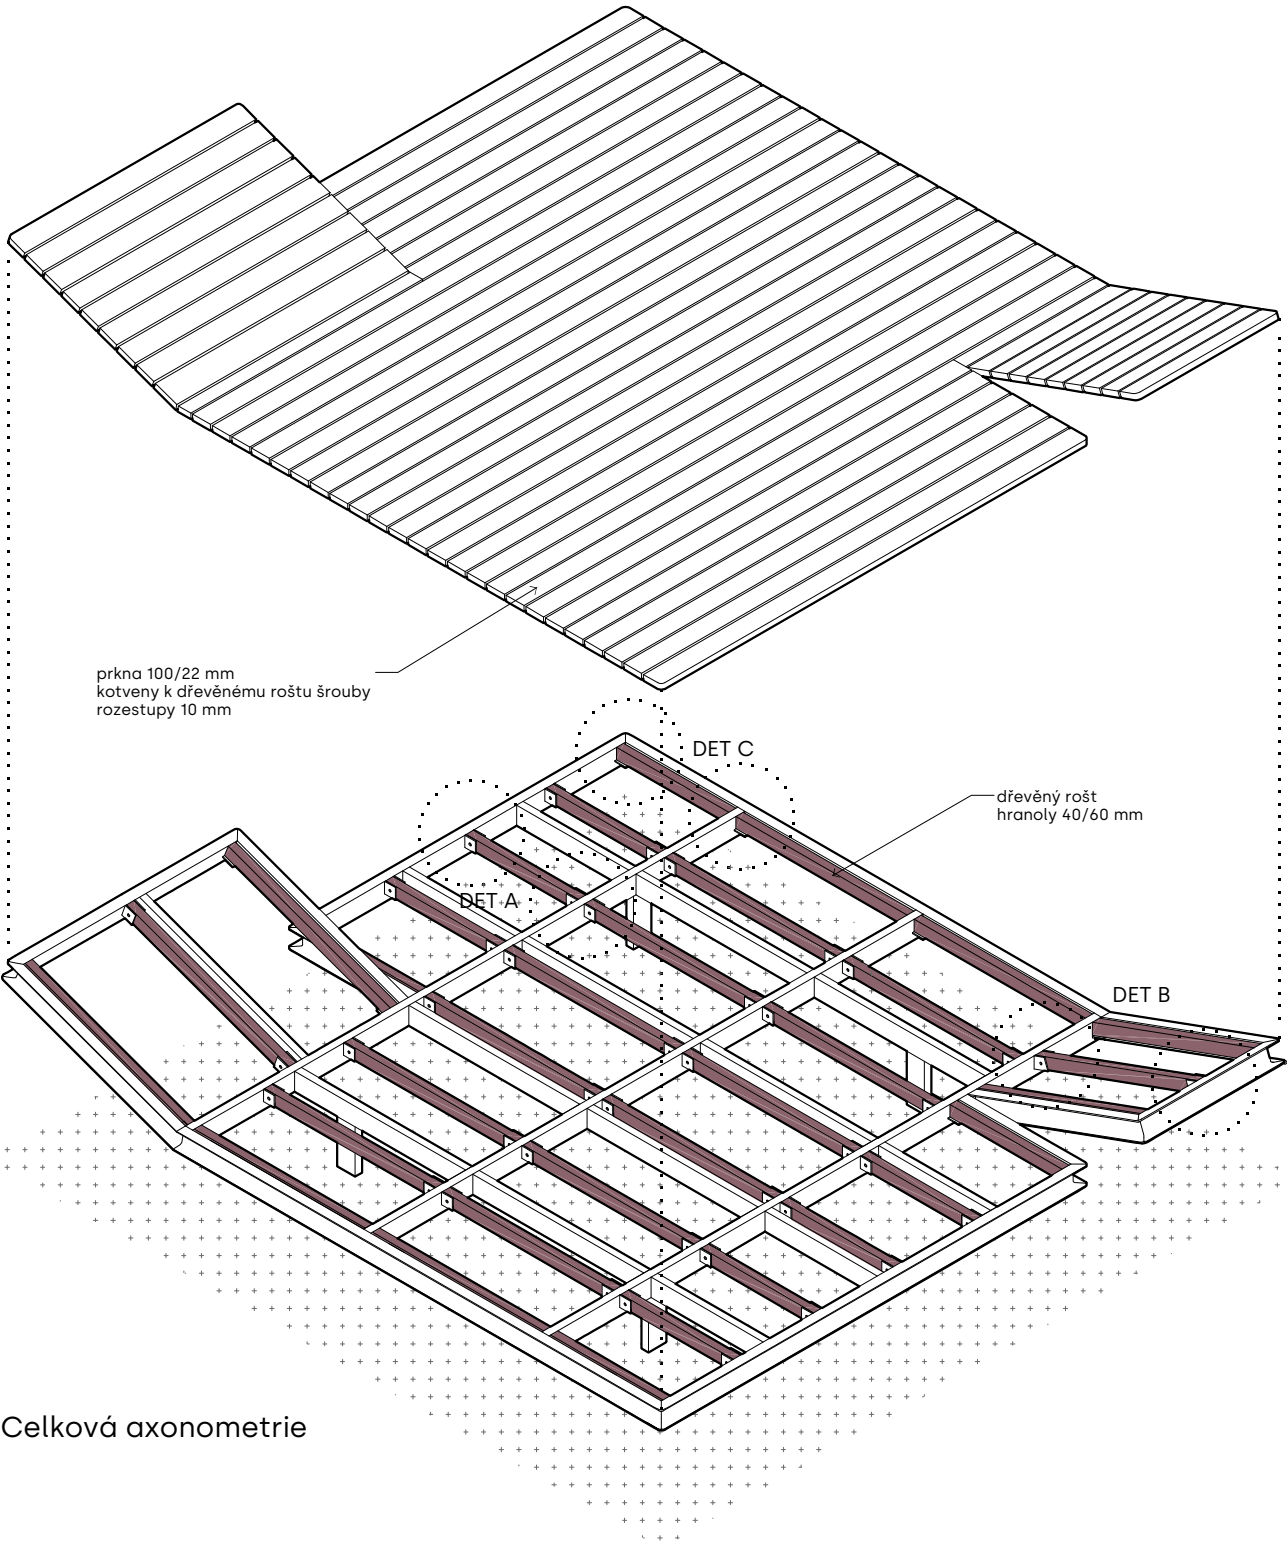 prkna 100/22 mm
kotveny k dřevěnému roštu šrouby
rozestupy 10 mm
DET C
dřevěný rošt
hranoly 40/60 mm
DET A
DET B
Celková axonometrie